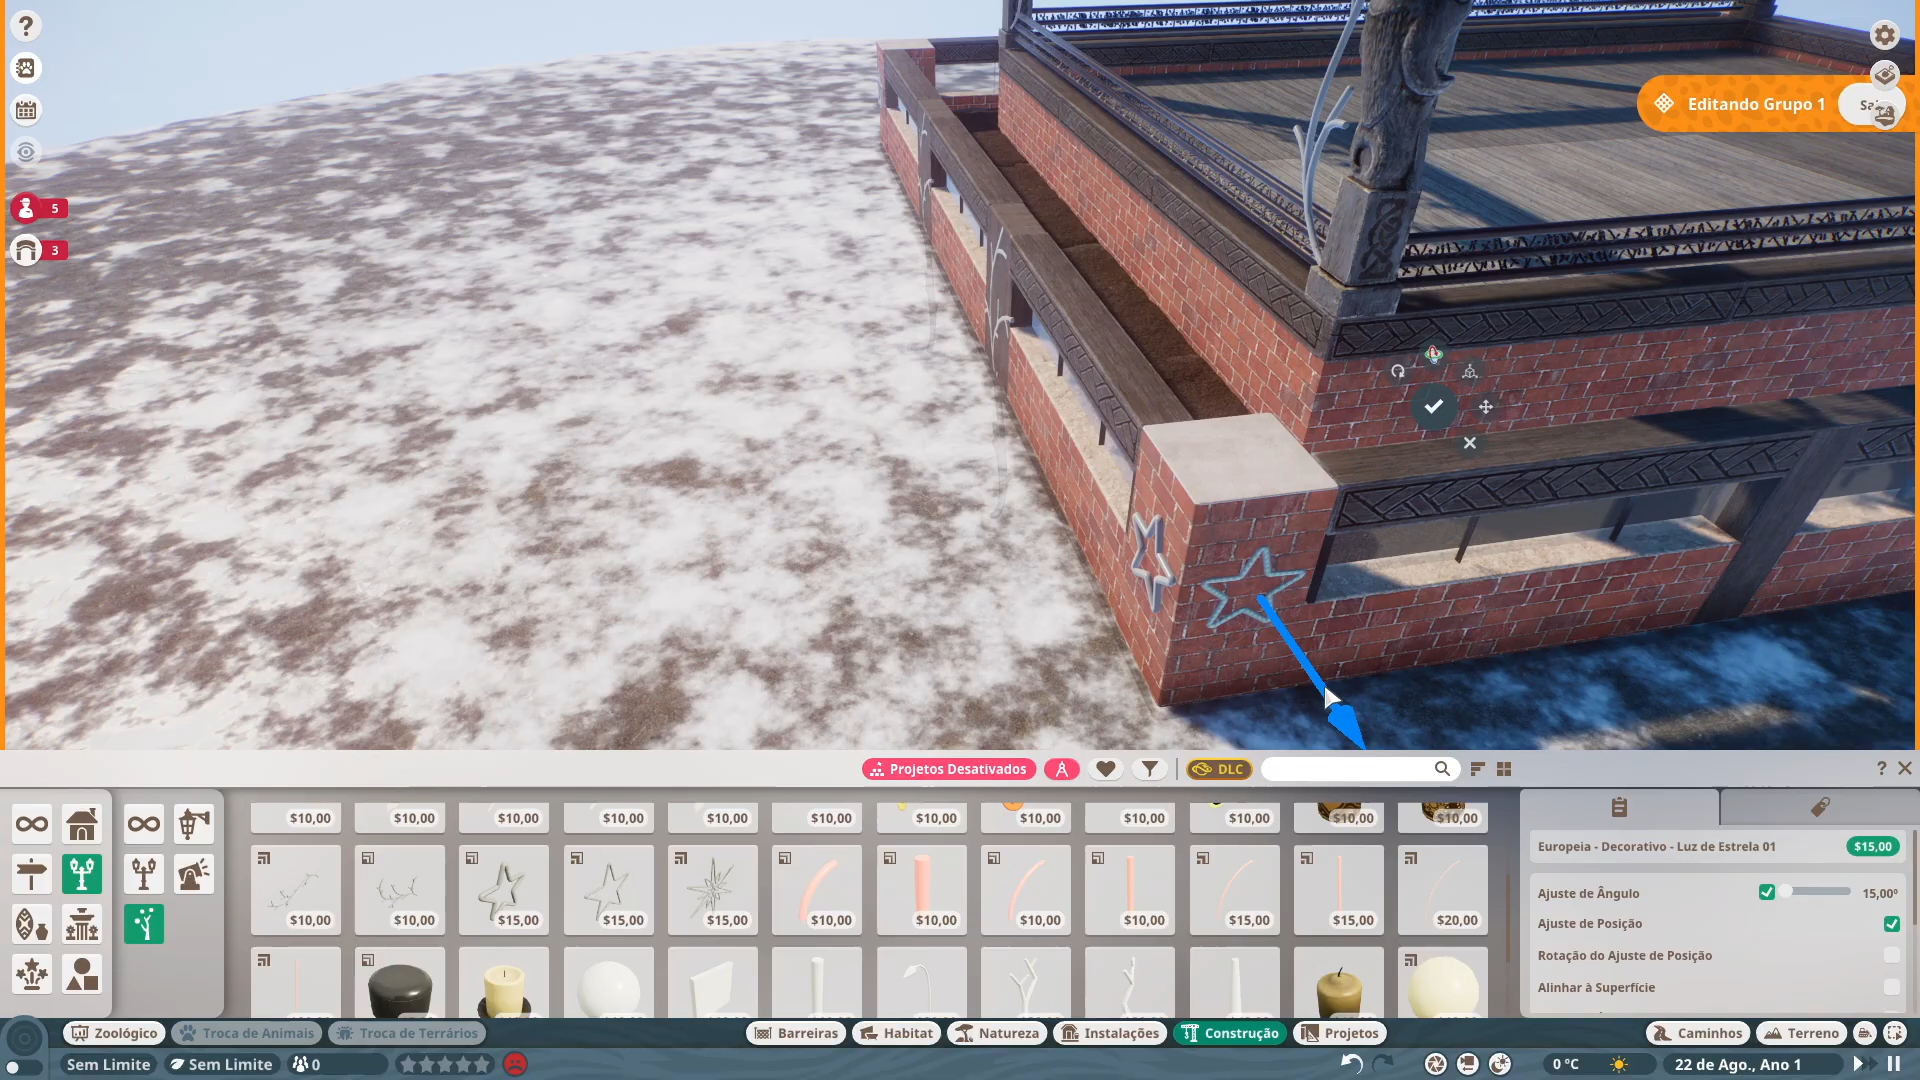 Editando Grupo 1
5
3
Projetos Desativados
DLC
$10,00 $10,00 $10,00 $10,00 $10,00 $10,00 $10,00 $10,00 $10,00 $10,00 $10,00 $10,00
$10,00 $10,00 $15,00 $15,00 $15,00 $10,00 $10,00 $10,00 $10,00 $15,00 $15,00 $20,00
Europeia - Decorativo - Luz de Estrela 01 $15,00
Ajuste de Ângulo 15,00º
Ajuste de Posição
Rotação do Ajuste de Posição
Alinhar à Superfície
Zoológico Troca de Animais Troca de Terrários Barreiras Habitat Natureza Instalações Construção Projetos Caminhos Terreno
Sem Limite Sem Limite 0 0 °C 22 de Ago., Ano 1